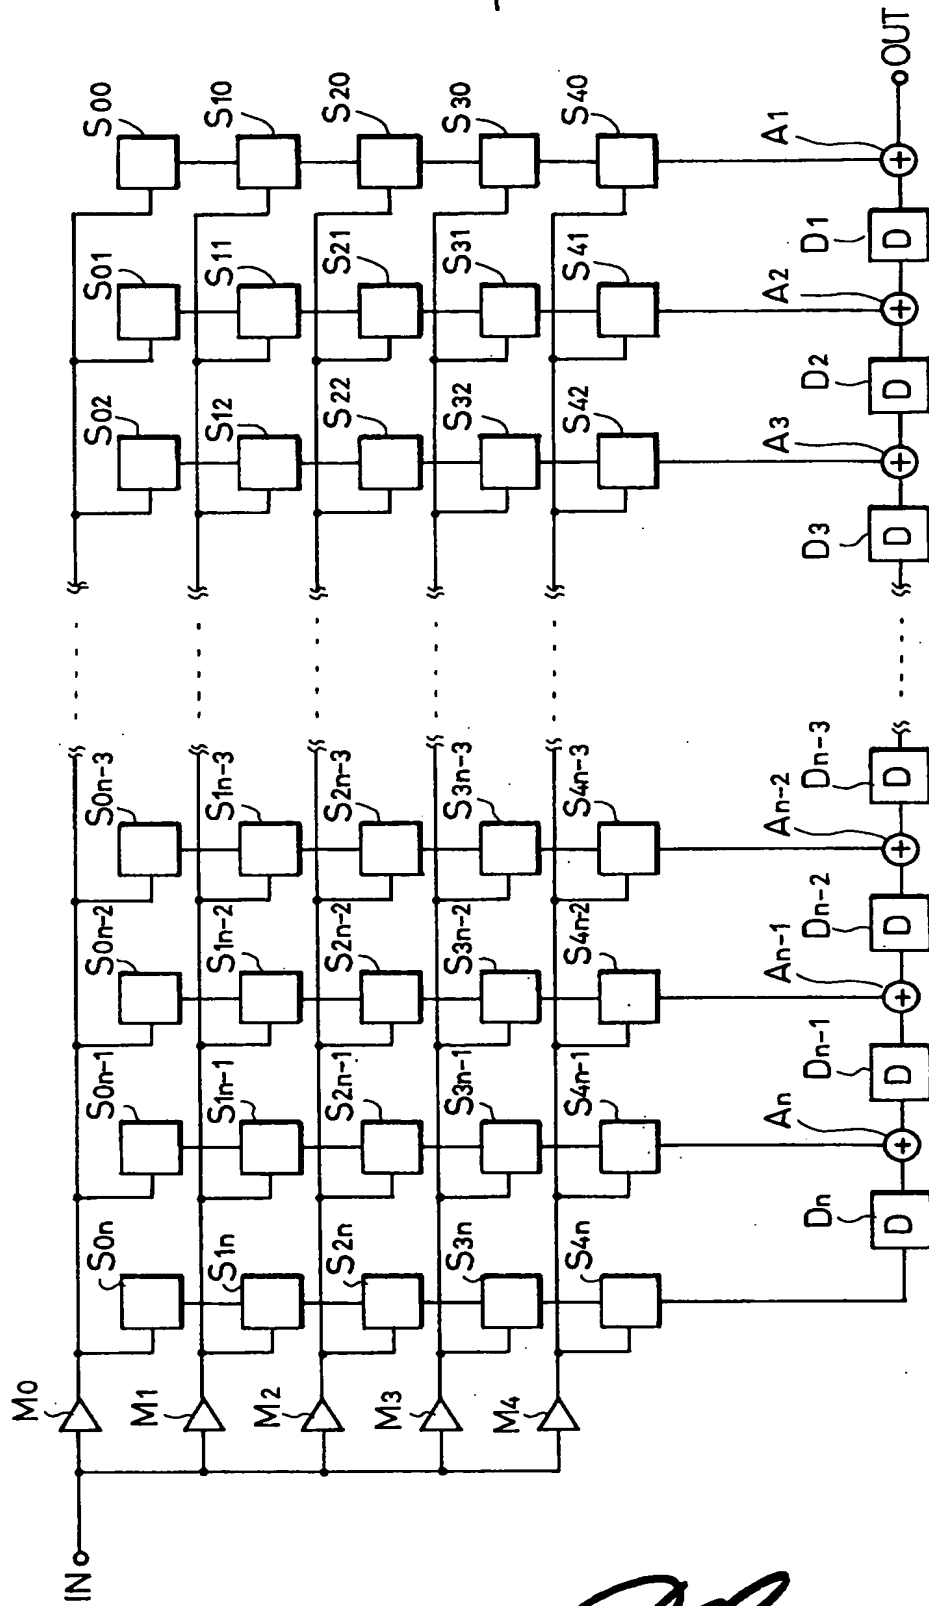 IN
M0
M1
M2
M3
M4
S0n
S0n-1
S0n-2
S0n-3
S02
S01
S00
S1n
S1n-1
S1n-2
S1n-3
S12
S11
S10
S2n
S2n-1
S2n-2
S2n-3
S22
S21
S20
S3n
S3n-1
S3n-2
S3n-3
S32
S31
S30
S4n
S4n-1
S4n-2
S4n-3
S42
S41
S40
An
An-1
An-2
A3
A2
A1
Dn
Dn-1
Dn-2
Dn-3
D3
D2
D1
D
+
D
+
D
+
D
D
+
D
+
D
+
OUT